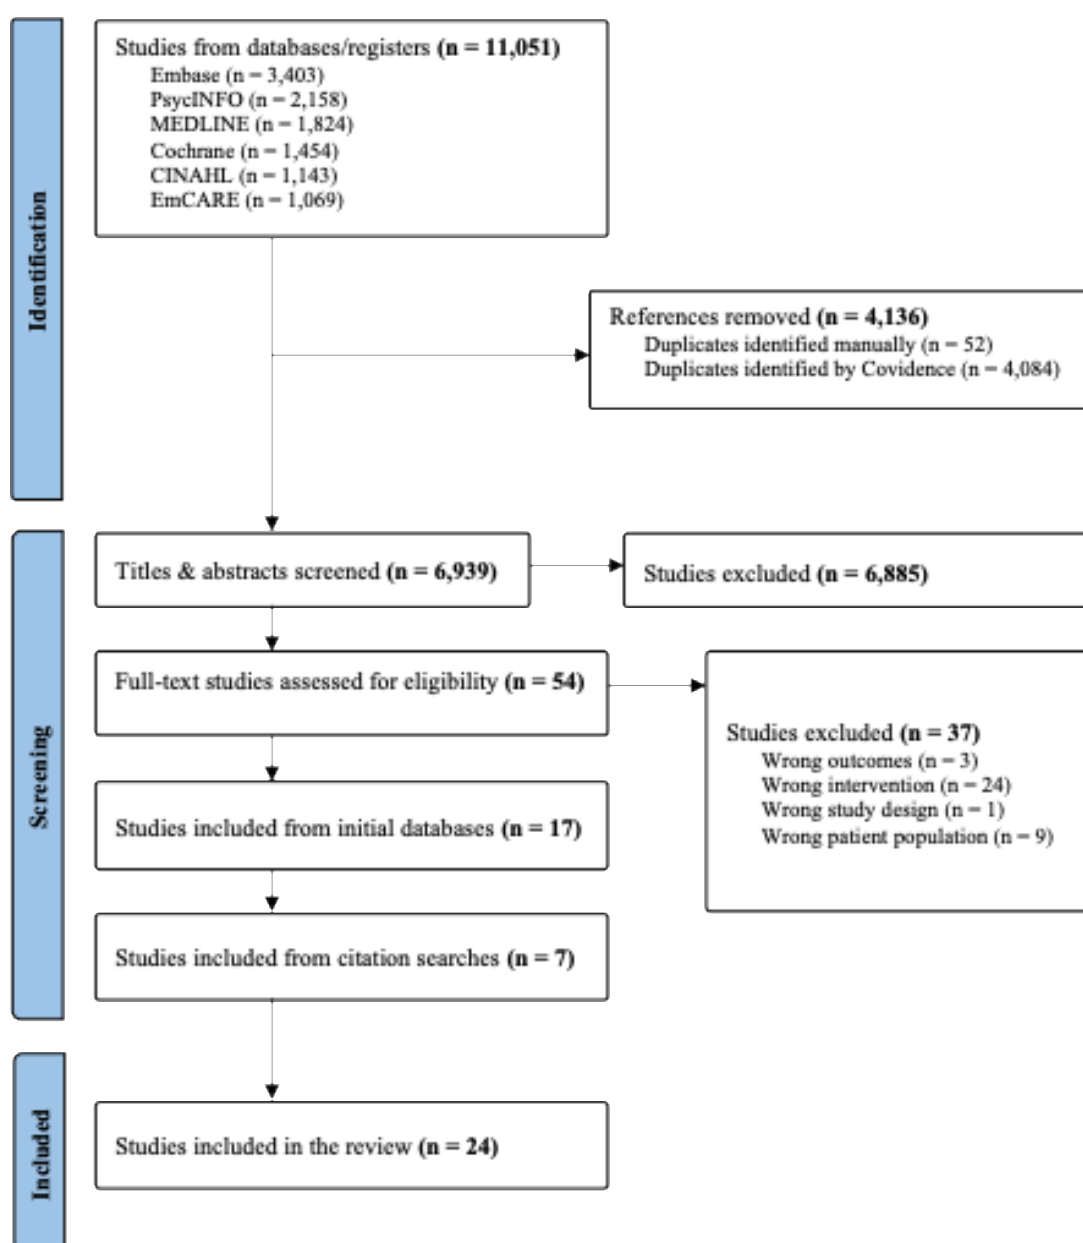 Identification
Studies from databases/registers (n = 11,051)
Embase (n = 3,403)
PsycINFO (n = 2,158)
MEDLINE (n = 1,824)
Cochrane (n = 1,454)
CINAHL (n = 1,143)
EmCARE (n = 1,069)
References removed (n = 4,136)
Duplicates identified manually (n = 52)
Duplicates identified by Covidence (n = 4,084)
Screening
Titles & abstracts screened (n = 6,939)
Studies excluded (n = 6,885)
Full-text studies assessed for eligibility (n = 54)
Studies excluded (n = 37)
Wrong outcomes (n = 3)
Wrong intervention (n = 24)
Wrong study design (n = 1)
Wrong patient population (n = 9)
Studies included from initial databases (n = 17)
Studies included from citation searches (n = 7)
Included
Studies included in the review (n = 24)